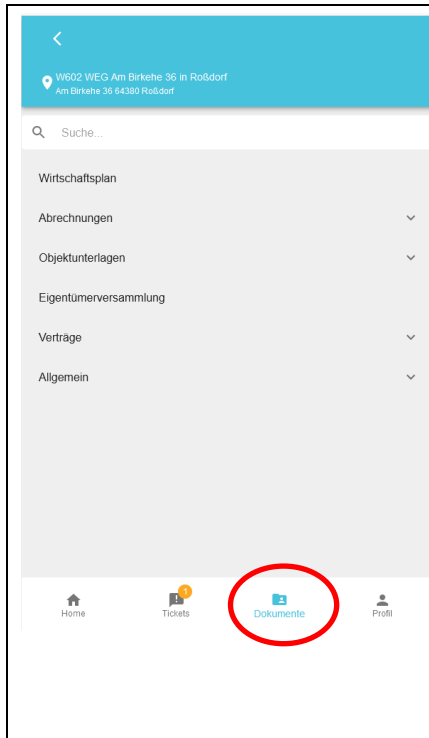 W602 WEG Am Birkehe 36 in Roßdorf
Am Birkehe 36 64380 Roßdorf
Suche...
Wirtschaftsplan
Abrechnungen
Objektunterlagen
Eigentümerversammlung
Verträge
Allgemein
1
Home Tickets Dokumente Profil